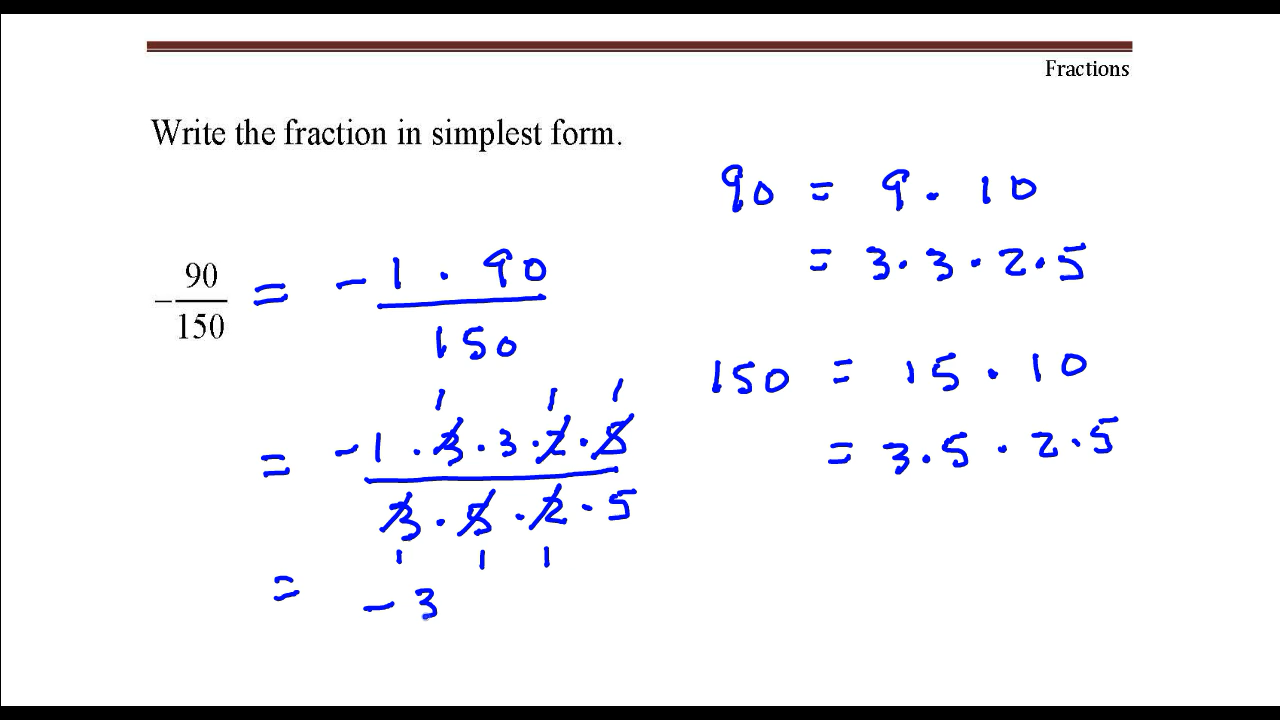 Fractions
Write the fraction in simplest form.
90 = 9 · 10
= 3 · 3 · 2 · 5
-90/150 = -1 · 90 / 150
150 = 15 · 10
= 3 · 5 · 2 · 5
1 1 1
= -1 · 3 · 3 · 2 · 5 / 3 · 5 · 2 · 5
1 1 1
= -3